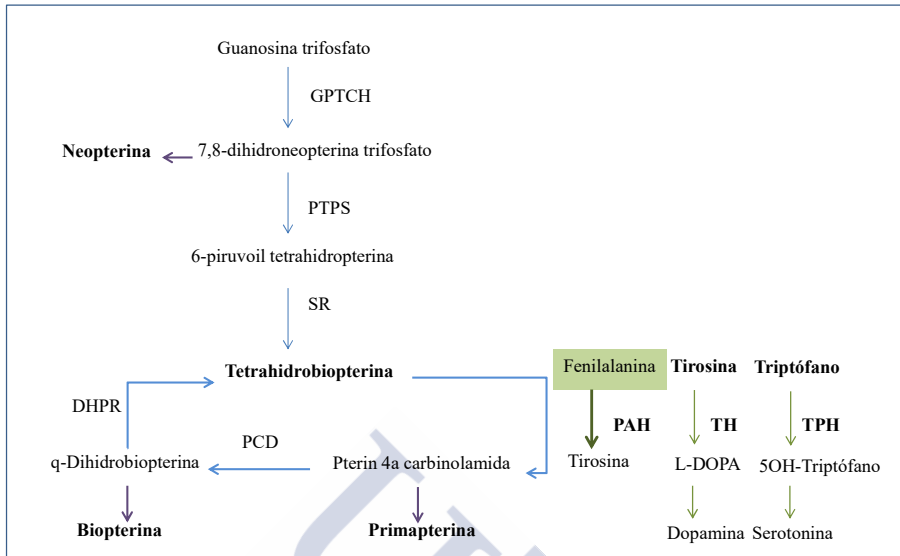 Guanosina trifosfato
GPTCH
Neopterina
7,8-dihidroneopterina trifosfato
PTPS
6-piruvoil tetrahidropterina
SR
Tetrahidrobiopterina
DHPR
PCD
q-Dihidrobiopterina
Pterin 4a carbinolamida
Biopterina
Primapterina
Fenilalanina
Tirosina
Triptófano
PAH
TH
TPH
Tirosina
L-DOPA
5OH-Triptófano
Dopamina
Serotonina